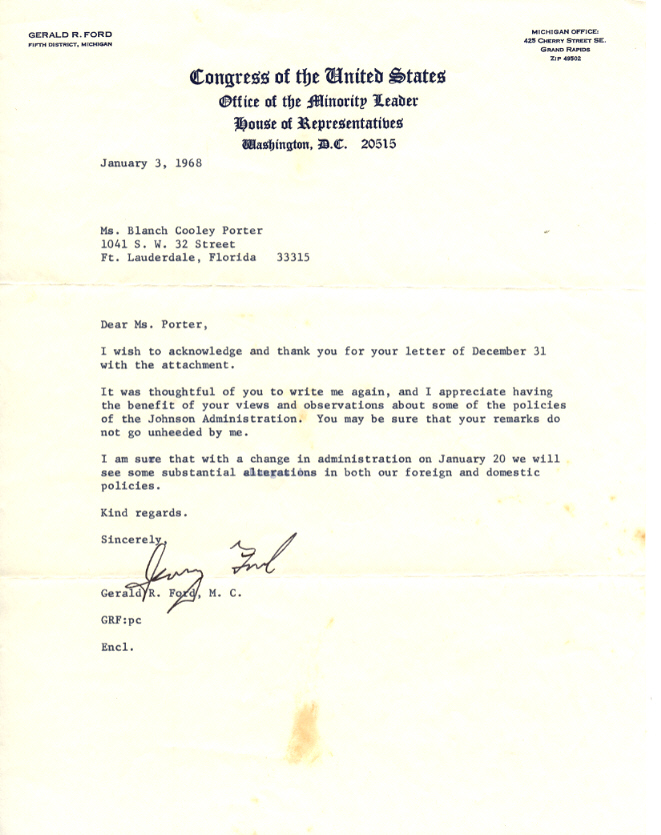 GERALD R. FORD
FIFTH DISTRICT, MICHIGAN
MICHIGAN OFFICE:
425 CHERRY STREET SE.
GRAND RAPIDS
ZIP 49502
Congress of the United States
Office of the Minority Leader
House of Representatives
Washington, D.C. 20515
January 3, 1968
Ms. Blanch Cooley Porter
1041 S. W. 32 Street
Ft. Lauderdale, Florida 33315
Dear Ms. Porter,
I wish to acknowledge and thank you for your letter of December 31
with the attachment.
It was thoughtful of you to write me again, and I appreciate having
the benefit of your views and observations about some of the policies
of the Johnson Administration. You may be sure that your remarks do
not go unheeded by me.
I am sure that with a change in administration on January 20 we will
see some substantial alterations in both our foreign and domestic
policies.
Kind regards.
Sincerely,
Jerry Ford
Gerald R. Ford, M. C.
GRF:pc
Encl.